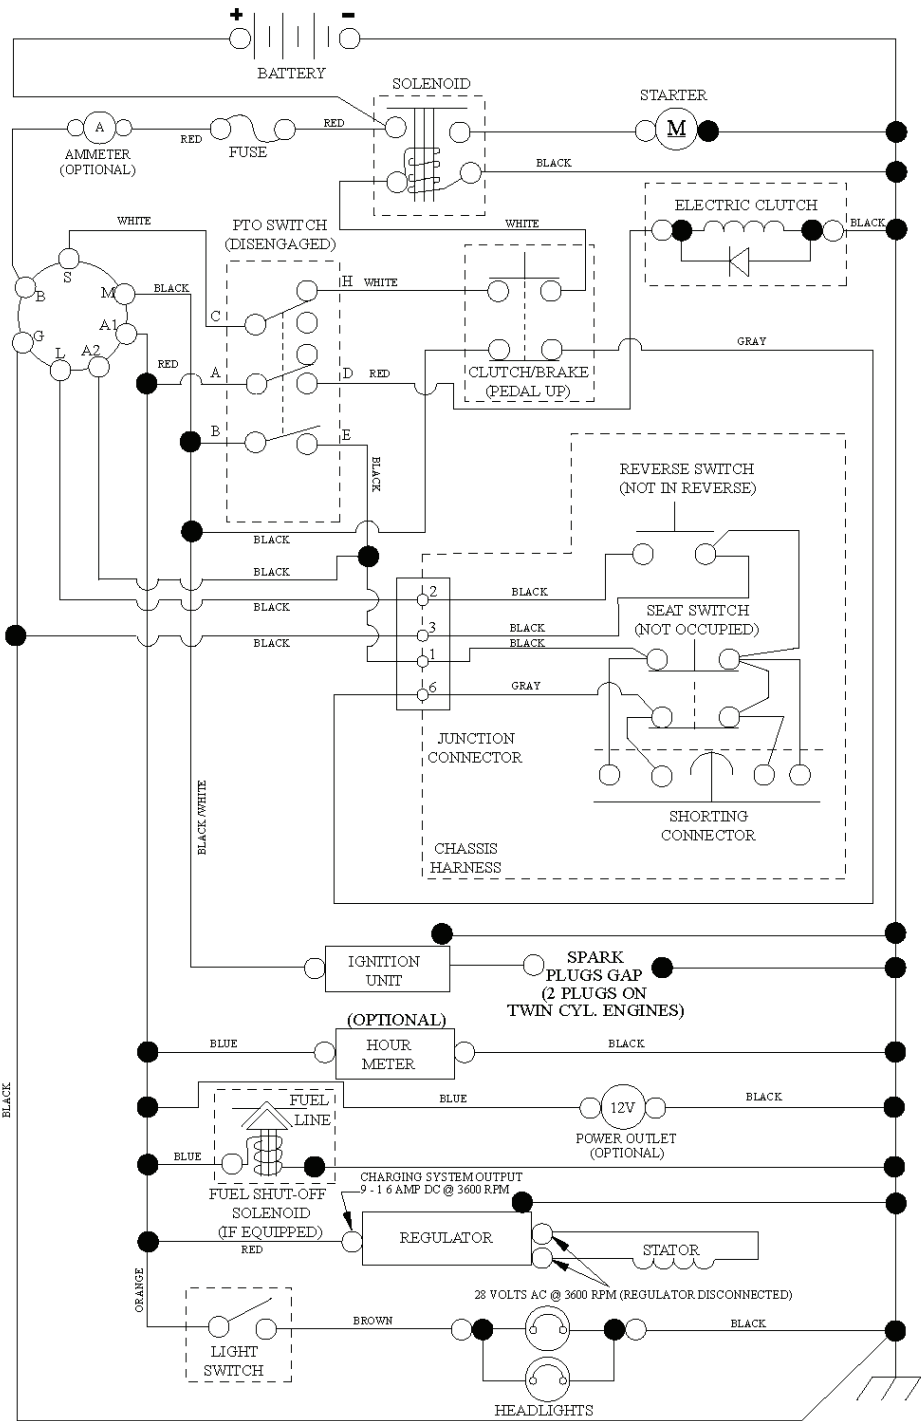 + -
BATTERY
SOLENOID
STARTER
M
A
RED
FUSE
RED
AMMETER
(OPTIONAL)
BLACK
WHITE
PTO SWITCH
(DISENGAGED)
WHITE
ELECTRIC CLUTCH
BLACK
S
B
M
BLACK
H
WHITE
C
A1
G
L
A2
RED
A
D
RED
GRAY
CLUTCH/BRAKE
(PEDAL UP)
B
E
BLACK
REVERSE SWITCH
(NOT IN REVERSE)
BLACK
BLACK
BLACK
2
BLACK
SEAT SWITCH
(NOT OCCUPIED)
3
BLACK
BLACK
BLACK
1
6
GRAY
JUNCTION
CONNECTOR
BLACK/WHITE
SHORTING
CONNECTOR
CHASSIS
HARNESS
IGNITION
UNIT
SPARK
PLUGS GAP
(2 PLUGS ON
TWIN CYL. ENGINES)
(OPTIONAL)
BLUE
HOUR
METER
BLACK
BLACK
FUEL
LINE
BLUE
12V
BLACK
POWER OUTLET
(OPTIONAL)
BLUE
FUEL SHUT-OFF
SOLENOID
(IF EQUIPPED)
CHARGING SYSTEM OUTPUT
9 - 1 6 AMP DC @ 3600 RPM
RED
REGULATOR
STATOR
ORANGE
28 VOLTS AC @ 3600 RPM (REGULATOR DISCONNECTED)
BROWN
BLACK
LIGHT
SWITCH
HEADLIGHTS